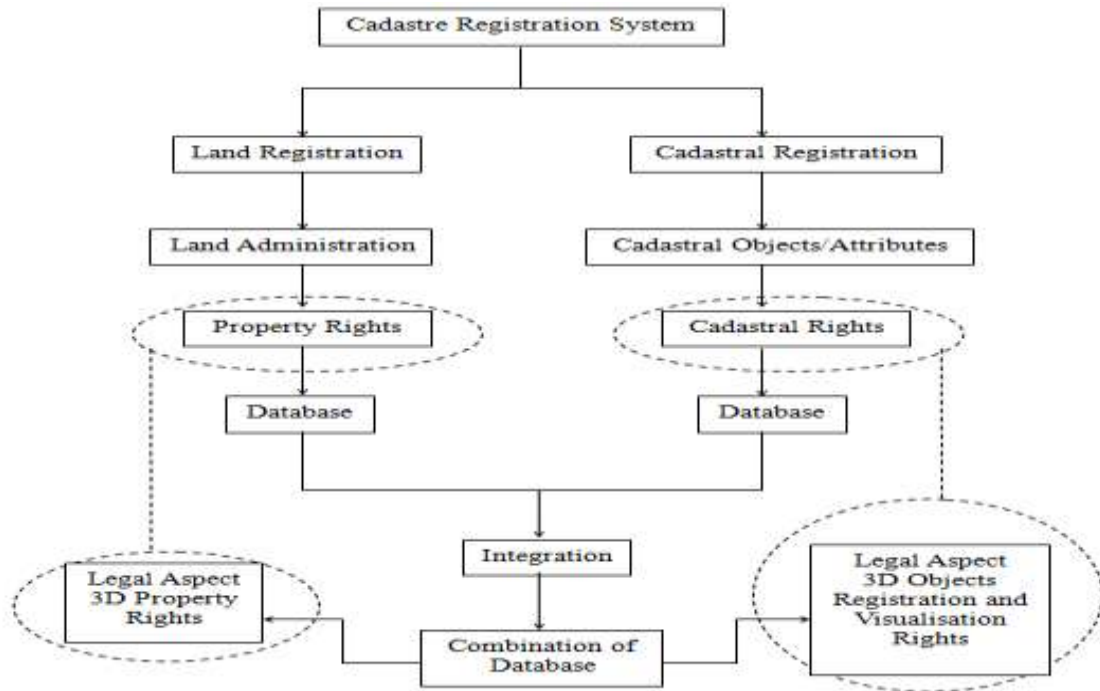 Cadastre Registration System
Land Registration
Cadastral Registration
Land Administration
Cadastral Objects/Attributes
Property Rights
Cadastral Rights
Database
Database
Integration
Legal Aspect
3D Property
Rights
Legal Aspect
3D Objects
Registration and
Visualisation
Rights
Combination of
Database